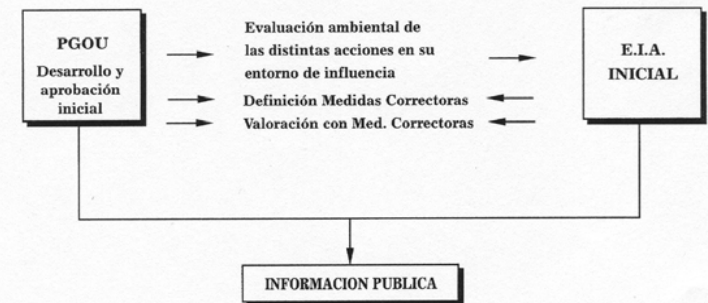 PGOU
Desarrollo y
aprobación
inicial
Evaluación ambiental de
las distintas acciones en su
entorno de influencia
Definición Medidas Correctoras
Valoración con Med. Correctoras
E.I.A.
INICIAL
INFORMACION PUBLICA